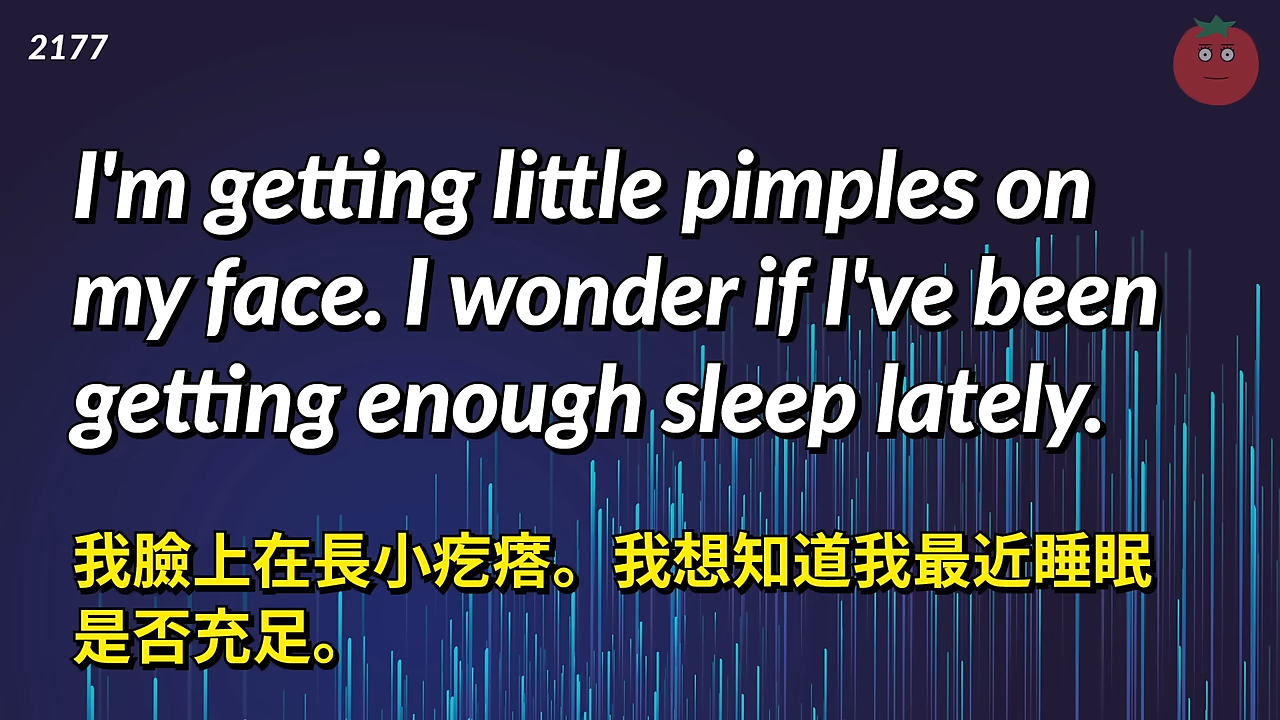 2177
I'm getting little pimples on
my face. I wonder if I've been
getting enough sleep lately.
我臉上在長小疙瘩。 我想知道我最近睡眠
是否充足。